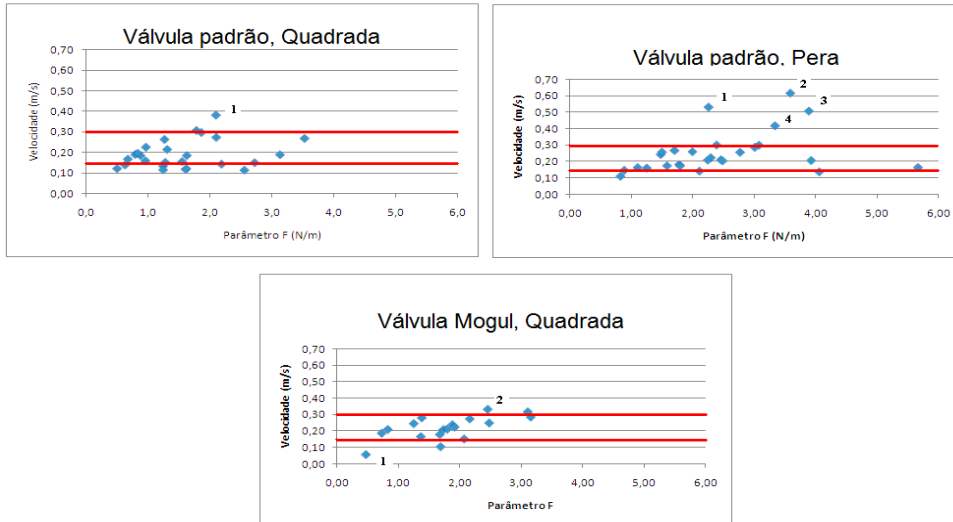 Válvula padrão, Quadrada
Velocidade (m/s)
0,70
0,60
0,50
0,40
0,30
0,20
0,10
0,00
1
0,0 1,0 2,0 3,0 4,0 5,0 6,0
Parâmetro F (N/m)
Válvula padrão, Pera
Velocidade (m/s)
0,70
0,60
0,50
0,40
0,30
0,20
0,10
0,00
1
2
3
4
0,00 1,00 2,00 3,00 4,00 5,00 6,00
Parâmetro F (N/m)
Válvula Mogul, Quadrada
Velocidade (m/s)
0,70
0,60
0,50
0,40
0,30
0,20
0,10
0,00
2
1
0,00 1,00 2,00 3,00 4,00 5,00 6,00
Parâmetro F